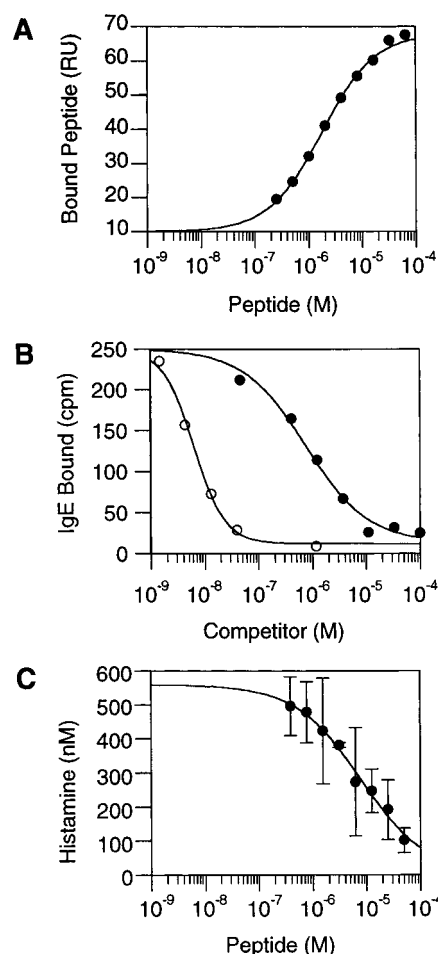 A
Bound Peptide (RU)
70
60
50
40
30
20
10
10⁻⁹ 10⁻⁸ 10⁻⁷ 10⁻⁶ 10⁻⁵ 10⁻⁴
Peptide (M)
B
IgE Bound (cpm)
250
200
150
100
50
0
10⁻⁹ 10⁻⁸ 10⁻⁷ 10⁻⁶ 10⁻⁵ 10⁻⁴
Competitor (M)
C
Histamine (nM)
600
500
400
300
200
100
0
10⁻⁹ 10⁻⁸ 10⁻⁷ 10⁻⁶ 10⁻⁵ 10⁻⁴
Peptide (M)